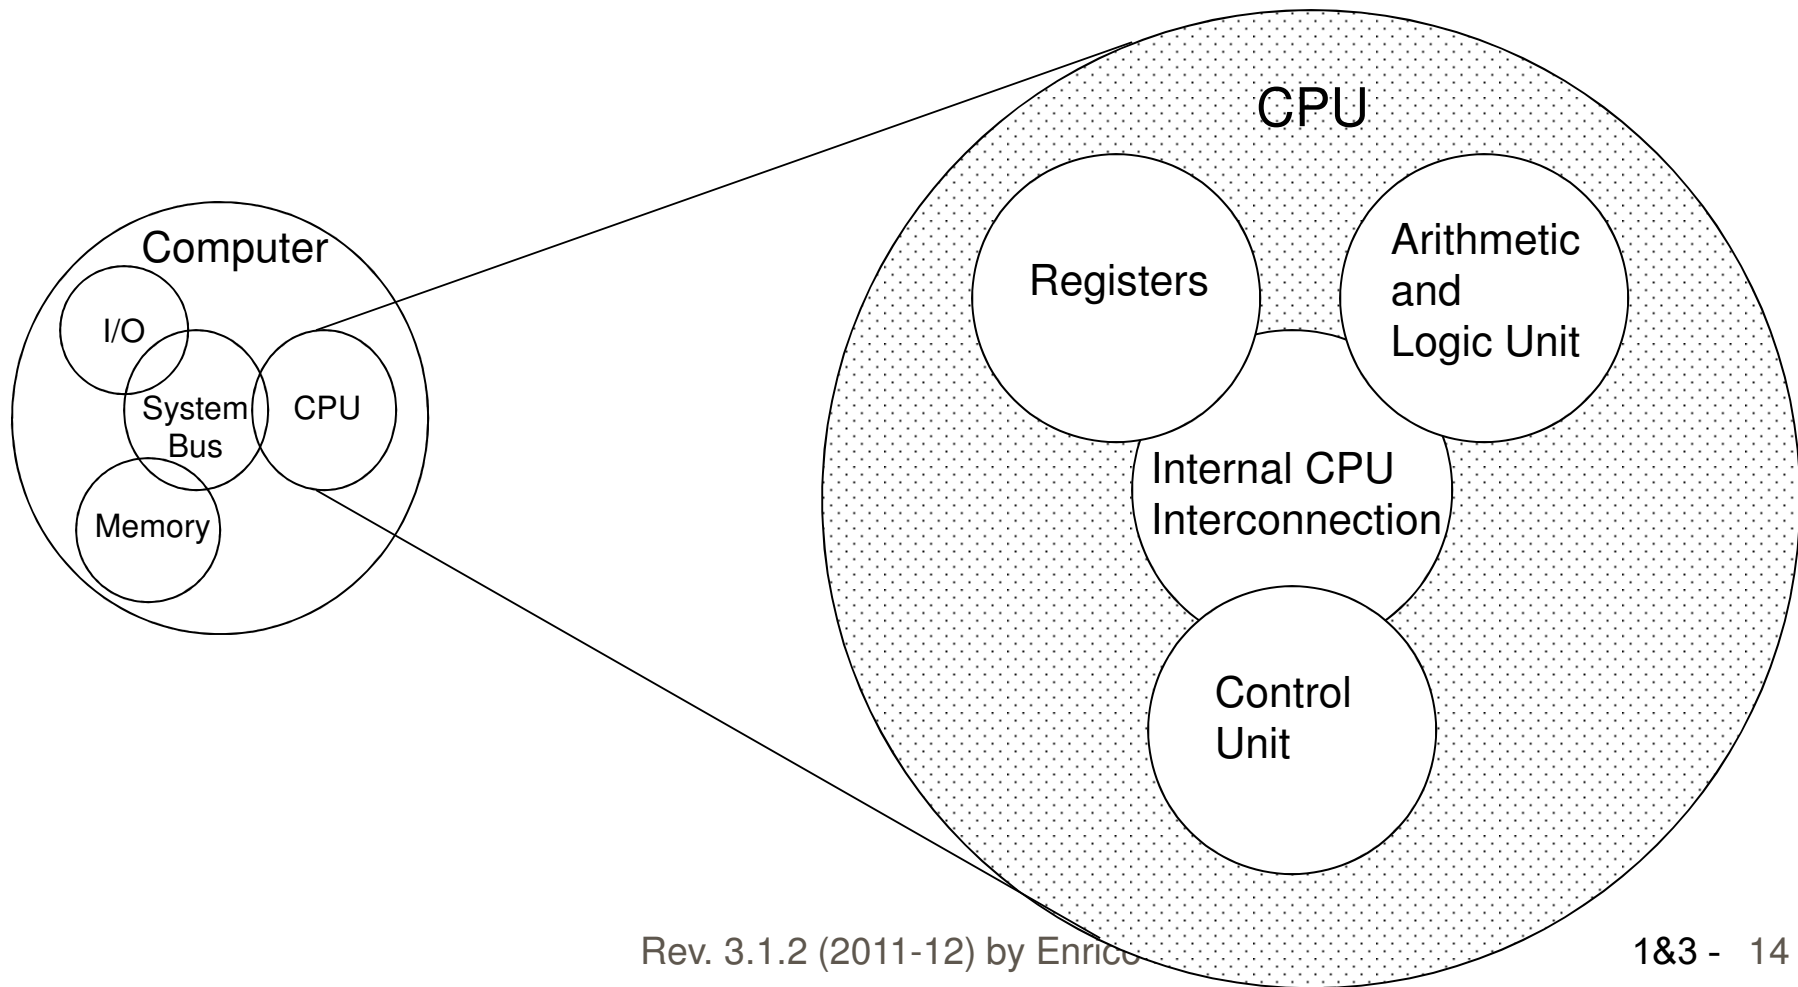 Computer
I/O
System
Bus
CPU
Memory
CPU
Registers
Arithmetic
and
Logic Unit
Internal CPU
Interconnection
Control
Unit
Rev. 3.1.2 (2011-12) by Enrico
1&3 - 14